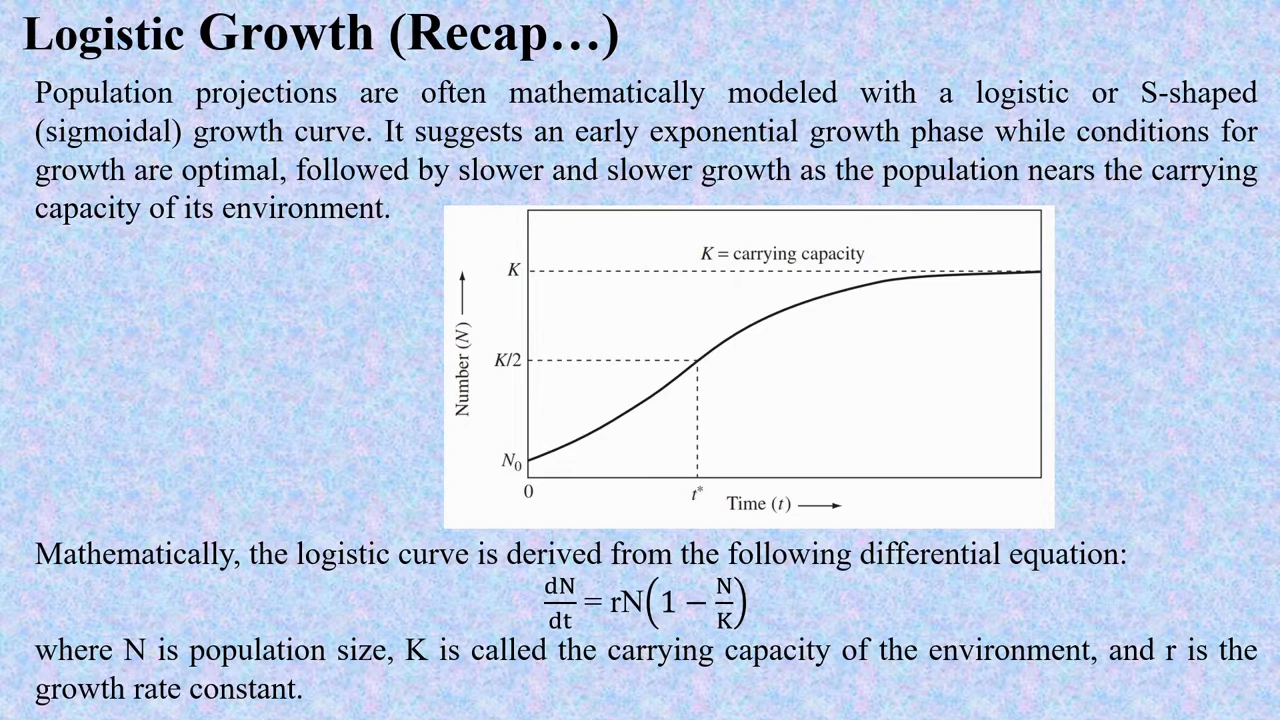 Logistic Growth (Recap…)
Population projections are often mathematically modeled with a logistic or S-shaped
(sigmoidal) growth curve. It suggests an early exponential growth phase while conditions for
growth are optimal, followed by slower and slower growth as the population nears the carrying
capacity of its environment.
K = carrying capacity
K
K/2
Number (N)
N₀
0
t*
Time (t)
Mathematically, the logistic curve is derived from the following differential equation:
dN/dt = rN(1 − N/K)
where N is population size, K is called the carrying capacity of the environment, and r is the
growth rate constant.